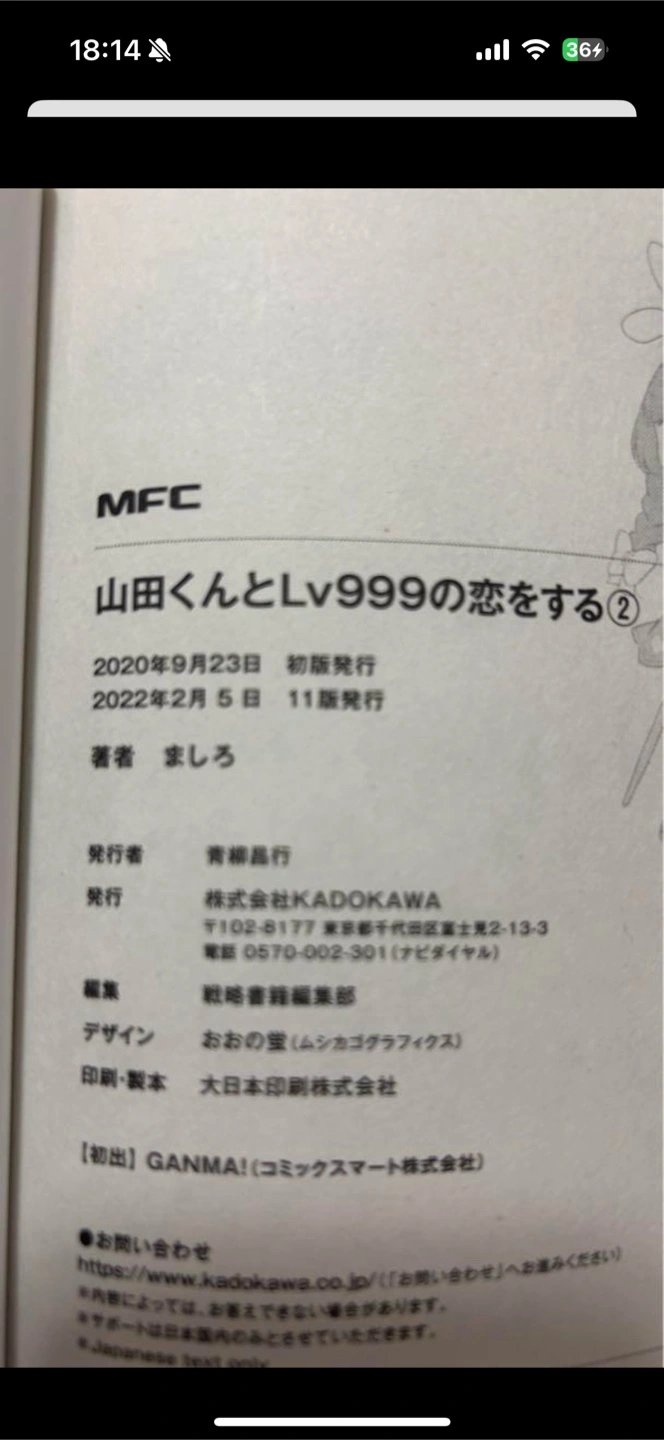 18:14
36
MFC
山田くんとLv999の恋をする②
2020年9月23日 初版発行
2022年2月 5 日 11版発行
著者 ましろ
発行者 青柳昌行
発行 株式会社KADOKAWA
〒102-8177 東京都千代田区富士見2-13-3
電話 0570-002-301(ナビダイヤル)
編集 戦略書籍編集部
デザイン おおの蛍(ムシカゴグラフィクス)
印刷・製本 大日本印刷株式会社
【初出】GANMA!(コミックスマート株式会社)
●お問い合わせ
https://www.kadokawa.co.jp/(「お問い合わせ」へお進みください)
※内容によっては、お答えできない場合があります。
※サポートは日本国内のみとさせていただきます。
※Japanese text only